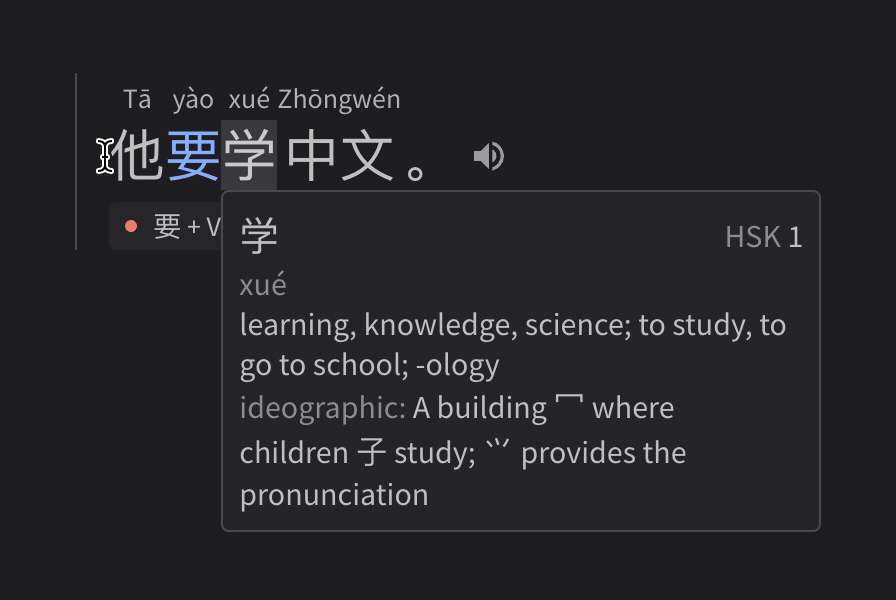 Tā yào xué Zhōngwén
他要学中文。
要 + V
学 HSK 1
xué
learning, knowledge, science; to study, to
go to school; -ology
ideographic: A building 冖 where
children 子 study; ⺍ provides the
pronunciation